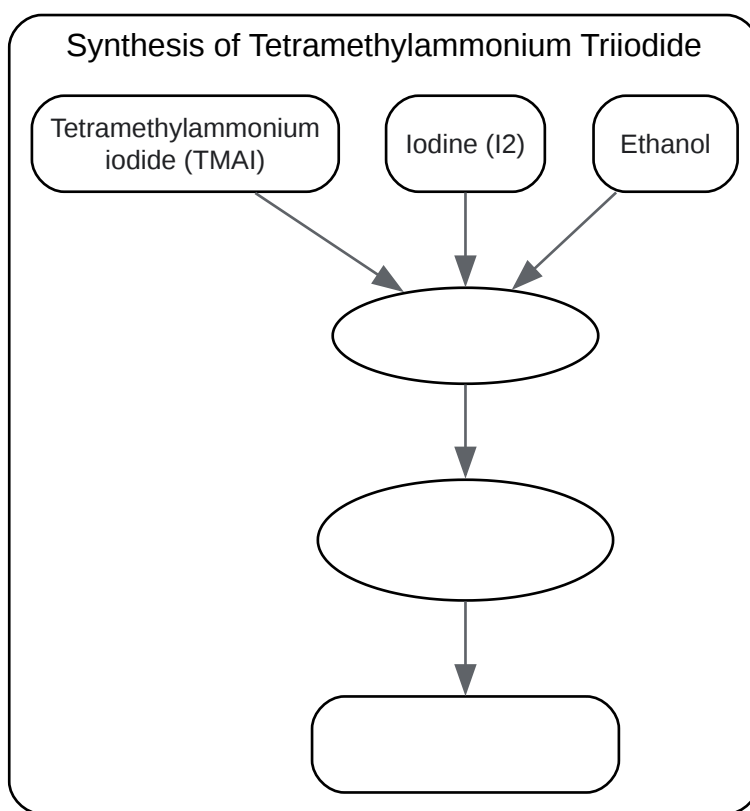 Synthesis of Tetramethylammonium Triiodide
Tetramethylammonium
iodide (TMAI)
Iodine (I2)
Ethanol